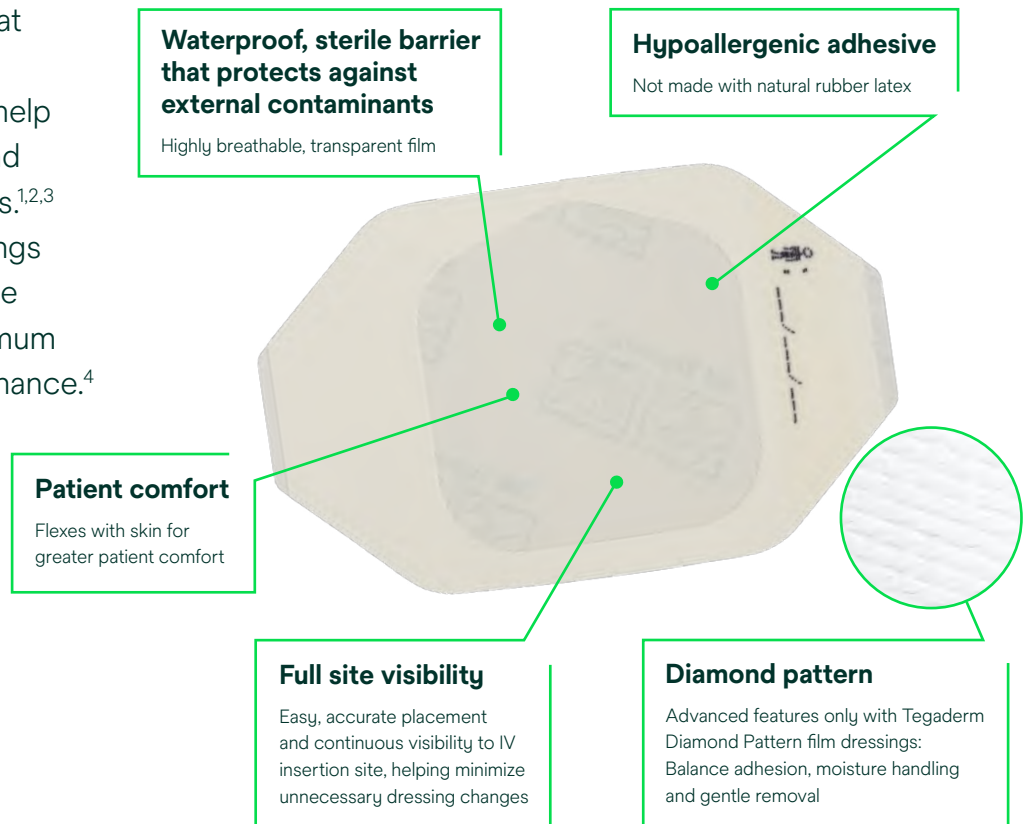 at
help
d
s.1,2,3
ngs
e
num
nance.4
Waterproof, sterile barrier
that protects against
external contaminants
Highly breathable, transparent film
Hypoallergenic adhesive
Not made with natural rubber latex
Patient comfort
Flexes with skin for
greater patient comfort
Full site visibility
Easy, accurate placement
and continuous visibility to IV
insertion site, helping minimize
unnecessary dressing changes
Diamond pattern
Advanced features only with Tegaderm
Diamond Pattern film dressings:
Balance adhesion, moisture handling
and gentle removal